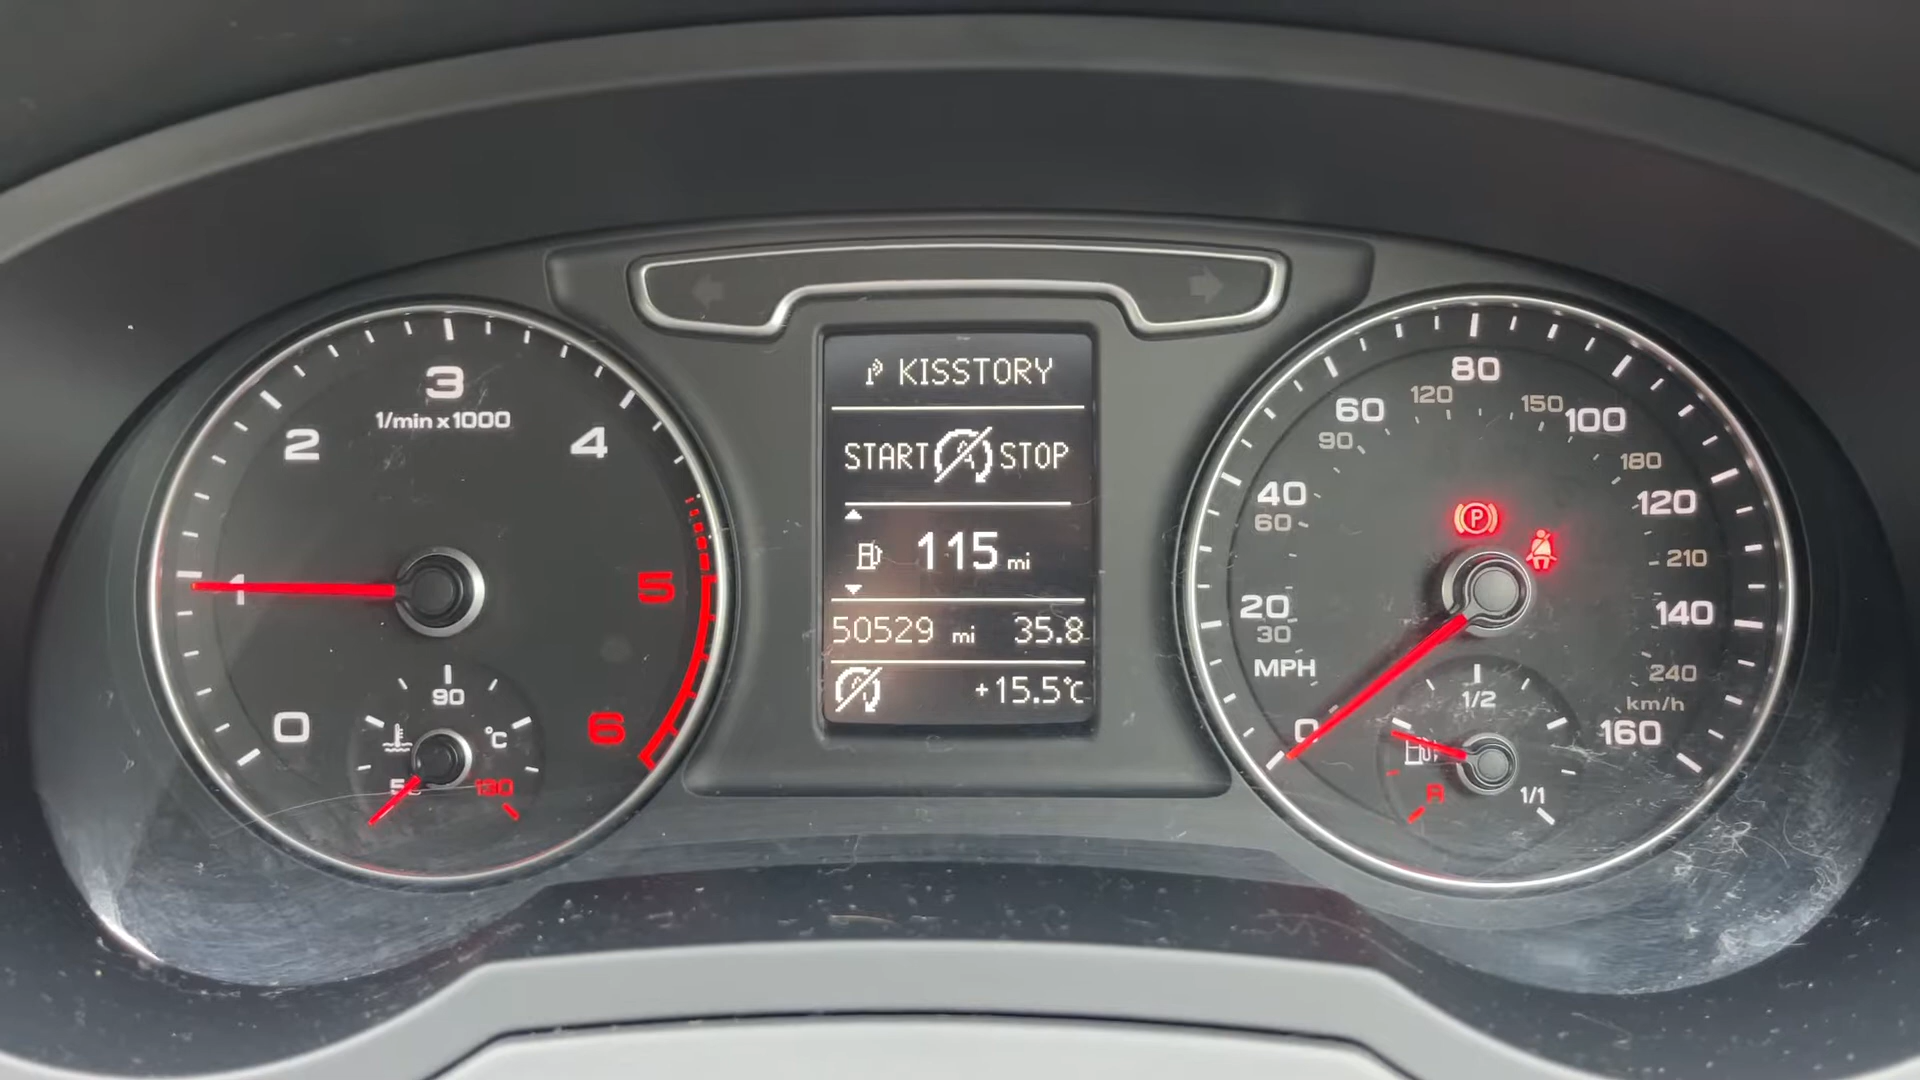 KISSTORY
START STOP
115 mi
50529 mi 35.8
+15.5°C
0
1
2
3
4
5
6
1/min x 1000
90
°C
130
0
20
40
60
80
100
120
140
160
MPH
30
60
90
120
150
180
210
240
km/h
P
1/2
R
1/1